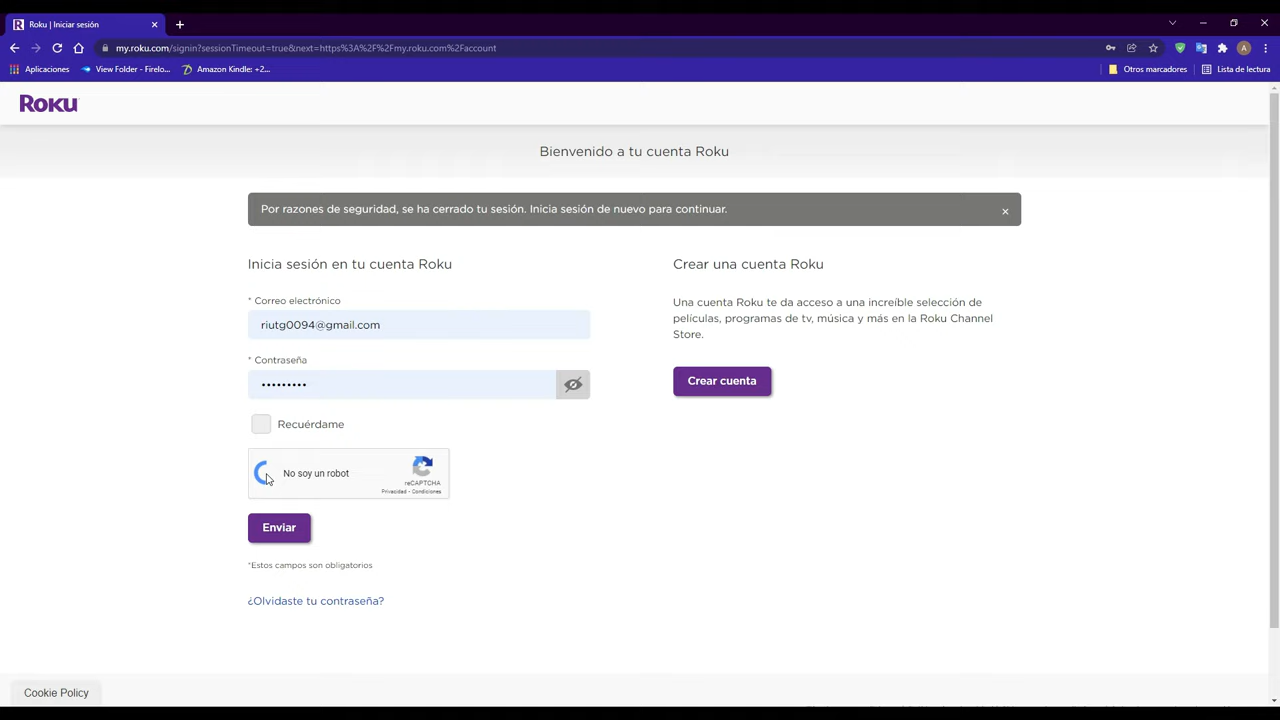 Roku | Iniciar sesión
my.roku.com/signin?sessionTimeout=true&next=https%3A%2F%2Fmy.roku.com%2Faccount
A
Aplicaciones
View Folder - Firelo...
Amazon Kindle: +2...
Otros marcadores
Lista de lectura
Roku
Bienvenido a tu cuenta Roku
Por razones de seguridad, se ha cerrado tu sesión. Inicia sesión de nuevo para continuar.
Inicia sesión en tu cuenta Roku
* Correo electrónico
riutg0094@gmail.com
* Contraseña
Recuérdame
No soy un robot
reCAPTCHA
Privacidad - Condiciones
Enviar
*Estos campos son obligatorios
¿Olvidaste tu contraseña?
Crear una cuenta Roku
Una cuenta Roku te da acceso a una increíble selección de
películas, programas de tv, música y más en la Roku Channel
Store.
Crear cuenta
Cookie Policy